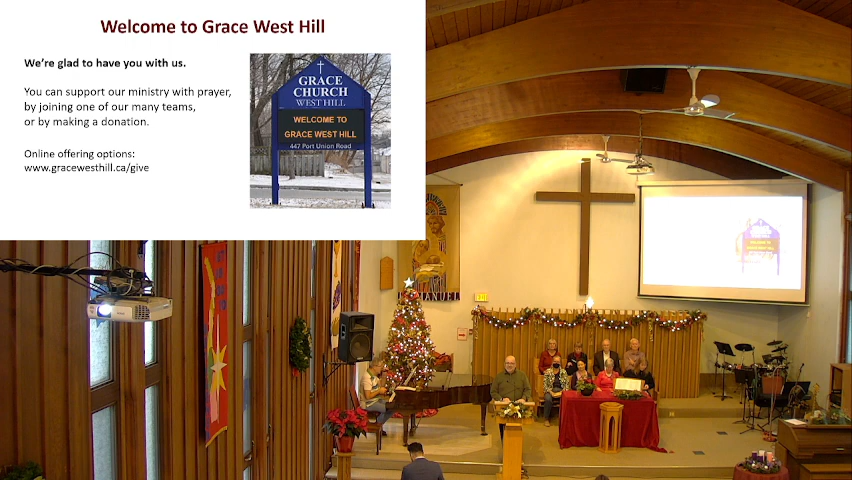 Welcome to Grace West Hill
We're glad to have you with us.
You can support our ministry with prayer,
by joining one of our many teams,
or by making a donation.
Online offering options:
www.gracewesthill.ca/give
GRACE
CHURCH
WEST HILL
WELCOME TO
GRACE WEST HILL
447 Port Union Road